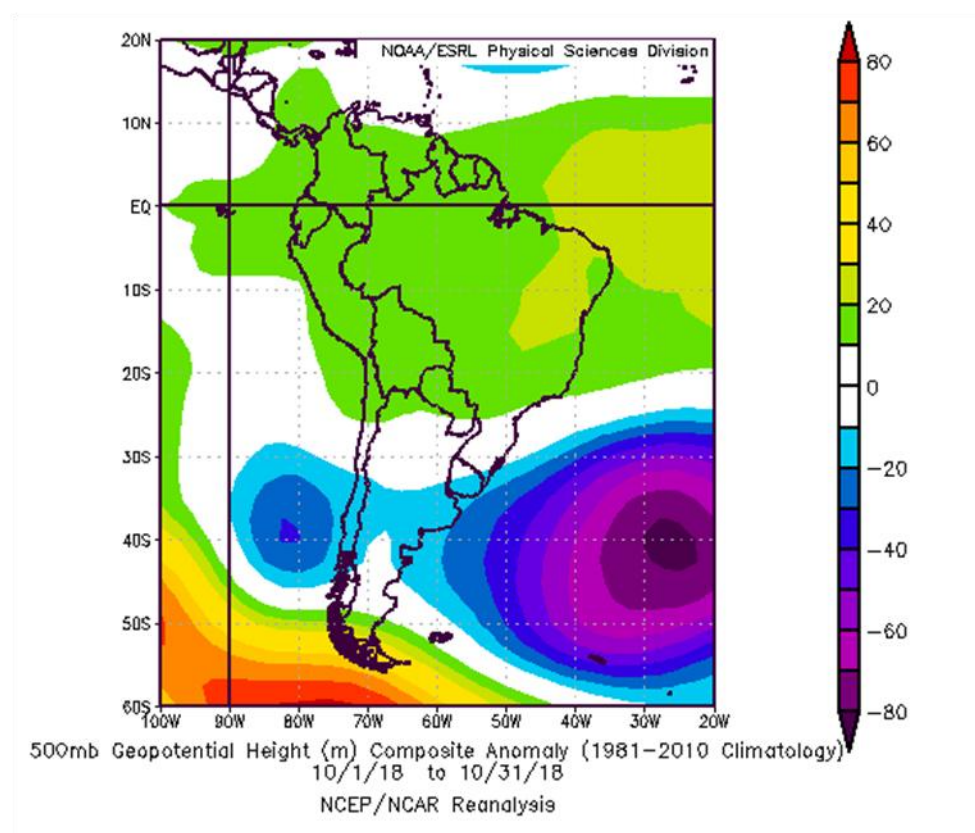 20N
NOAA/ESRL Physical Sciences Division
10N
EQ
10S
20S
30S
40S
50S
60S
100W 90W 80W 70W 60W 50W 40W 30W 20W
80
60
40
20
0
-20
-40
-60
-80
500mb Geopotential Height (m) Composite Anomaly (1981-2010 Climatology)
10/1/18 to 10/31/18
NCEP/NCAR Reanalysis